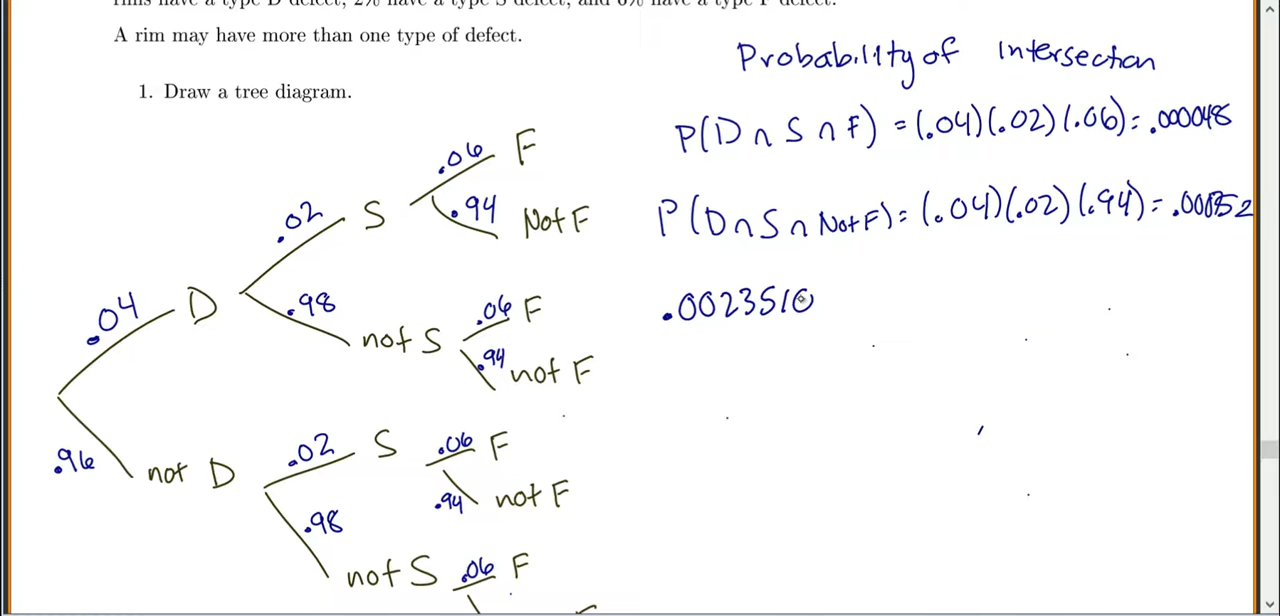 A rim may have more than one type of defect.
Probability of Intersection
1. Draw a tree diagram.
P(D ∩ S ∩ F) = (.04)(.02)(.06) = .000048
.06 F
.02 S
.94 Not F
P(D ∩ S ∩ Not F) = (.04)(.02)(.94) =
.04 D
.98 not S
.06 F
.94 not F
.0023510
.96 not D
.02 S
.06 F
.94 not F
.98
not S .06 F